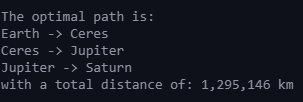 The optimal path is:
Earth -> Ceres
Ceres -> Jupiter
Jupiter -> Saturn
with a total distance of: 1,295,146 km